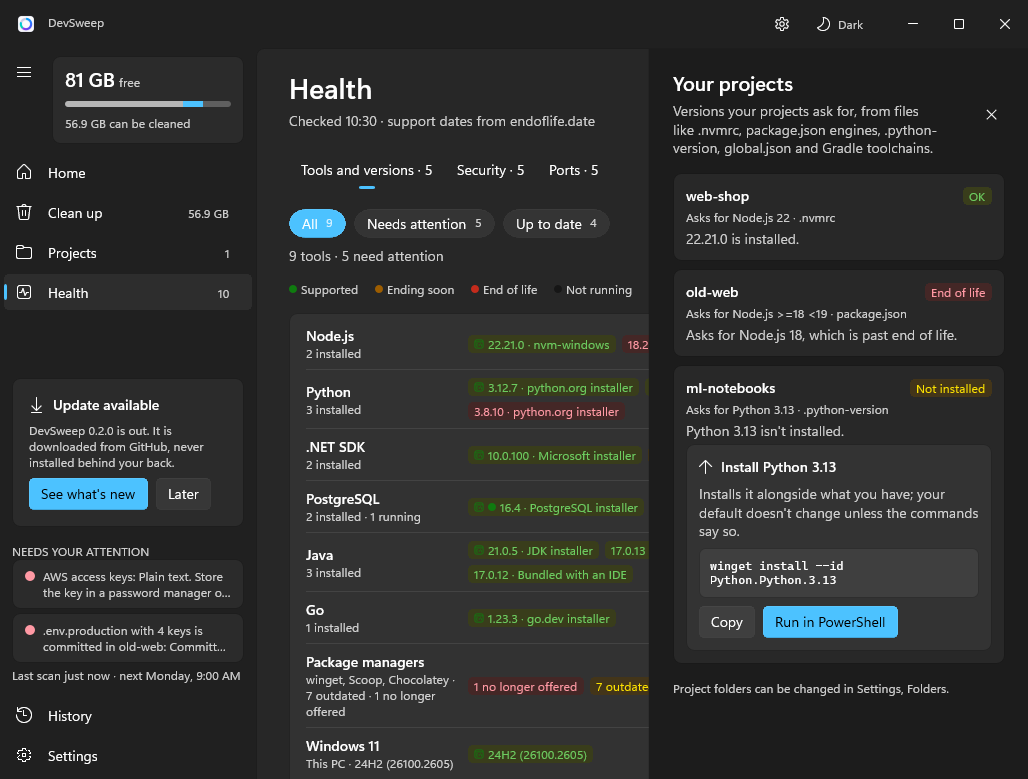 DevSweep
Dark
81 GB free
56.9 GB can be cleaned
Home
Clean up 56.9 GB
Projects 1
Health 10
Update available
DevSweep 0.2.0 is out. It is
downloaded from GitHub, never
installed behind your back.
See what's new Later
NEEDS YOUR ATTENTION
AWS access keys: Plain text. Store
the key in a password manager o...
.env.production with 4 keys is
committed in old-web: Committ...
Last scan just now · next Monday, 9:00 AM
History
Settings
Health
Checked 10:30 · support dates from endoflife.date
Tools and versions · 5 Security · 5 Ports · 5
All 9 Needs attention 5 Up to date 4
9 tools · 5 need attention
Supported Ending soon End of life Not running
Node.js
2 installed
22.21.0 · nvm-windows 18.2
Python
3 installed
3.12.7 · python.org installer
3.8.10 · python.org installer
.NET SDK
2 installed
10.0.100 · Microsoft installer
PostgreSQL
2 installed · 1 running
16.4 · PostgreSQL installer
Java
3 installed
21.0.5 · JDK installer 17.0.13
17.0.12 · Bundled with an IDE
Go
1 installed
1.23.3 · go.dev installer
Package managers
winget, Scoop, Chocolatey ·
7 outdated · 1 no longer
offered
1 no longer offered 7 outdate
Windows 11
This PC · 24H2 (26100.2605)
24H2 (26100.2605)
Your projects
Versions your projects ask for, from files
like .nvmrc, package.json engines, .python-
version, global.json and Gradle toolchains.
web-shop OK
Asks for Node.js 22 · .nvmrc
22.21.0 is installed.
old-web End of life
Asks for Node.js >=18 <19 · package.json
Asks for Node.js 18, which is past end of life.
ml-notebooks Not installed
Asks for Python 3.13 · .python-version
Python 3.13 isn't installed.
Install Python 3.13
Installs it alongside what you have; your
default doesn't change unless the commands
say so.
winget install --id
Python.Python.3.13
Copy Run in PowerShell
Project folders can be changed in Settings, Folders.